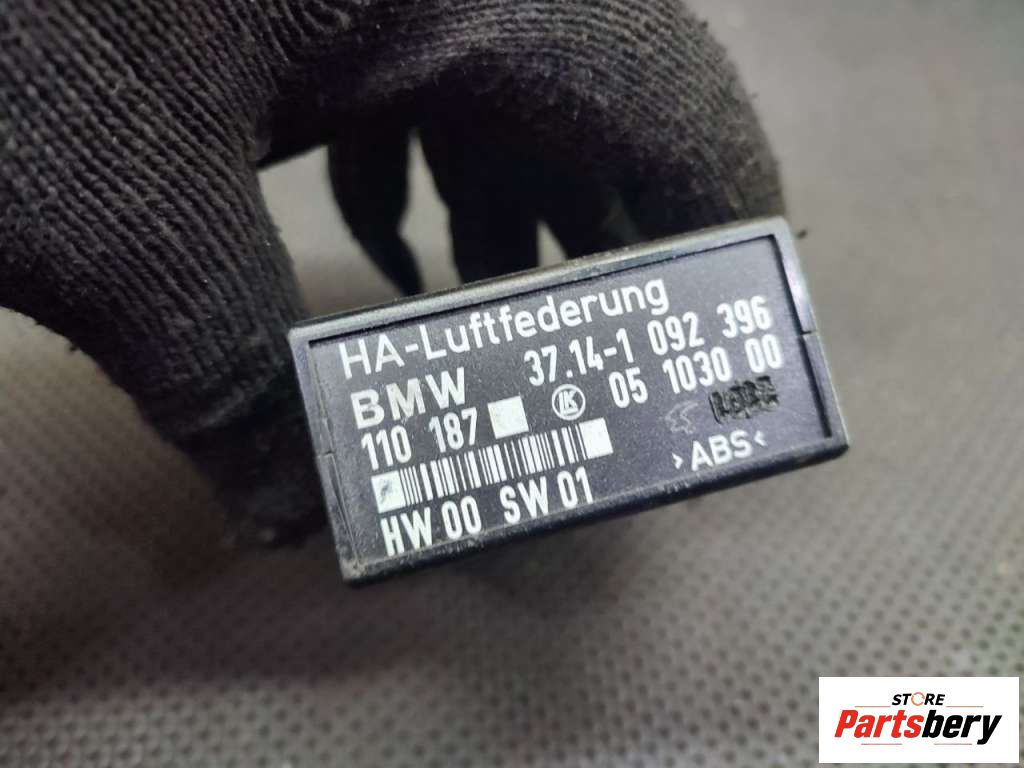 HA-Luftfederung
BMW 37.14-1 092 396
110 187 LK 05 1030 00
>ABS<
HW 00 SW 01
STORE
Partsbery